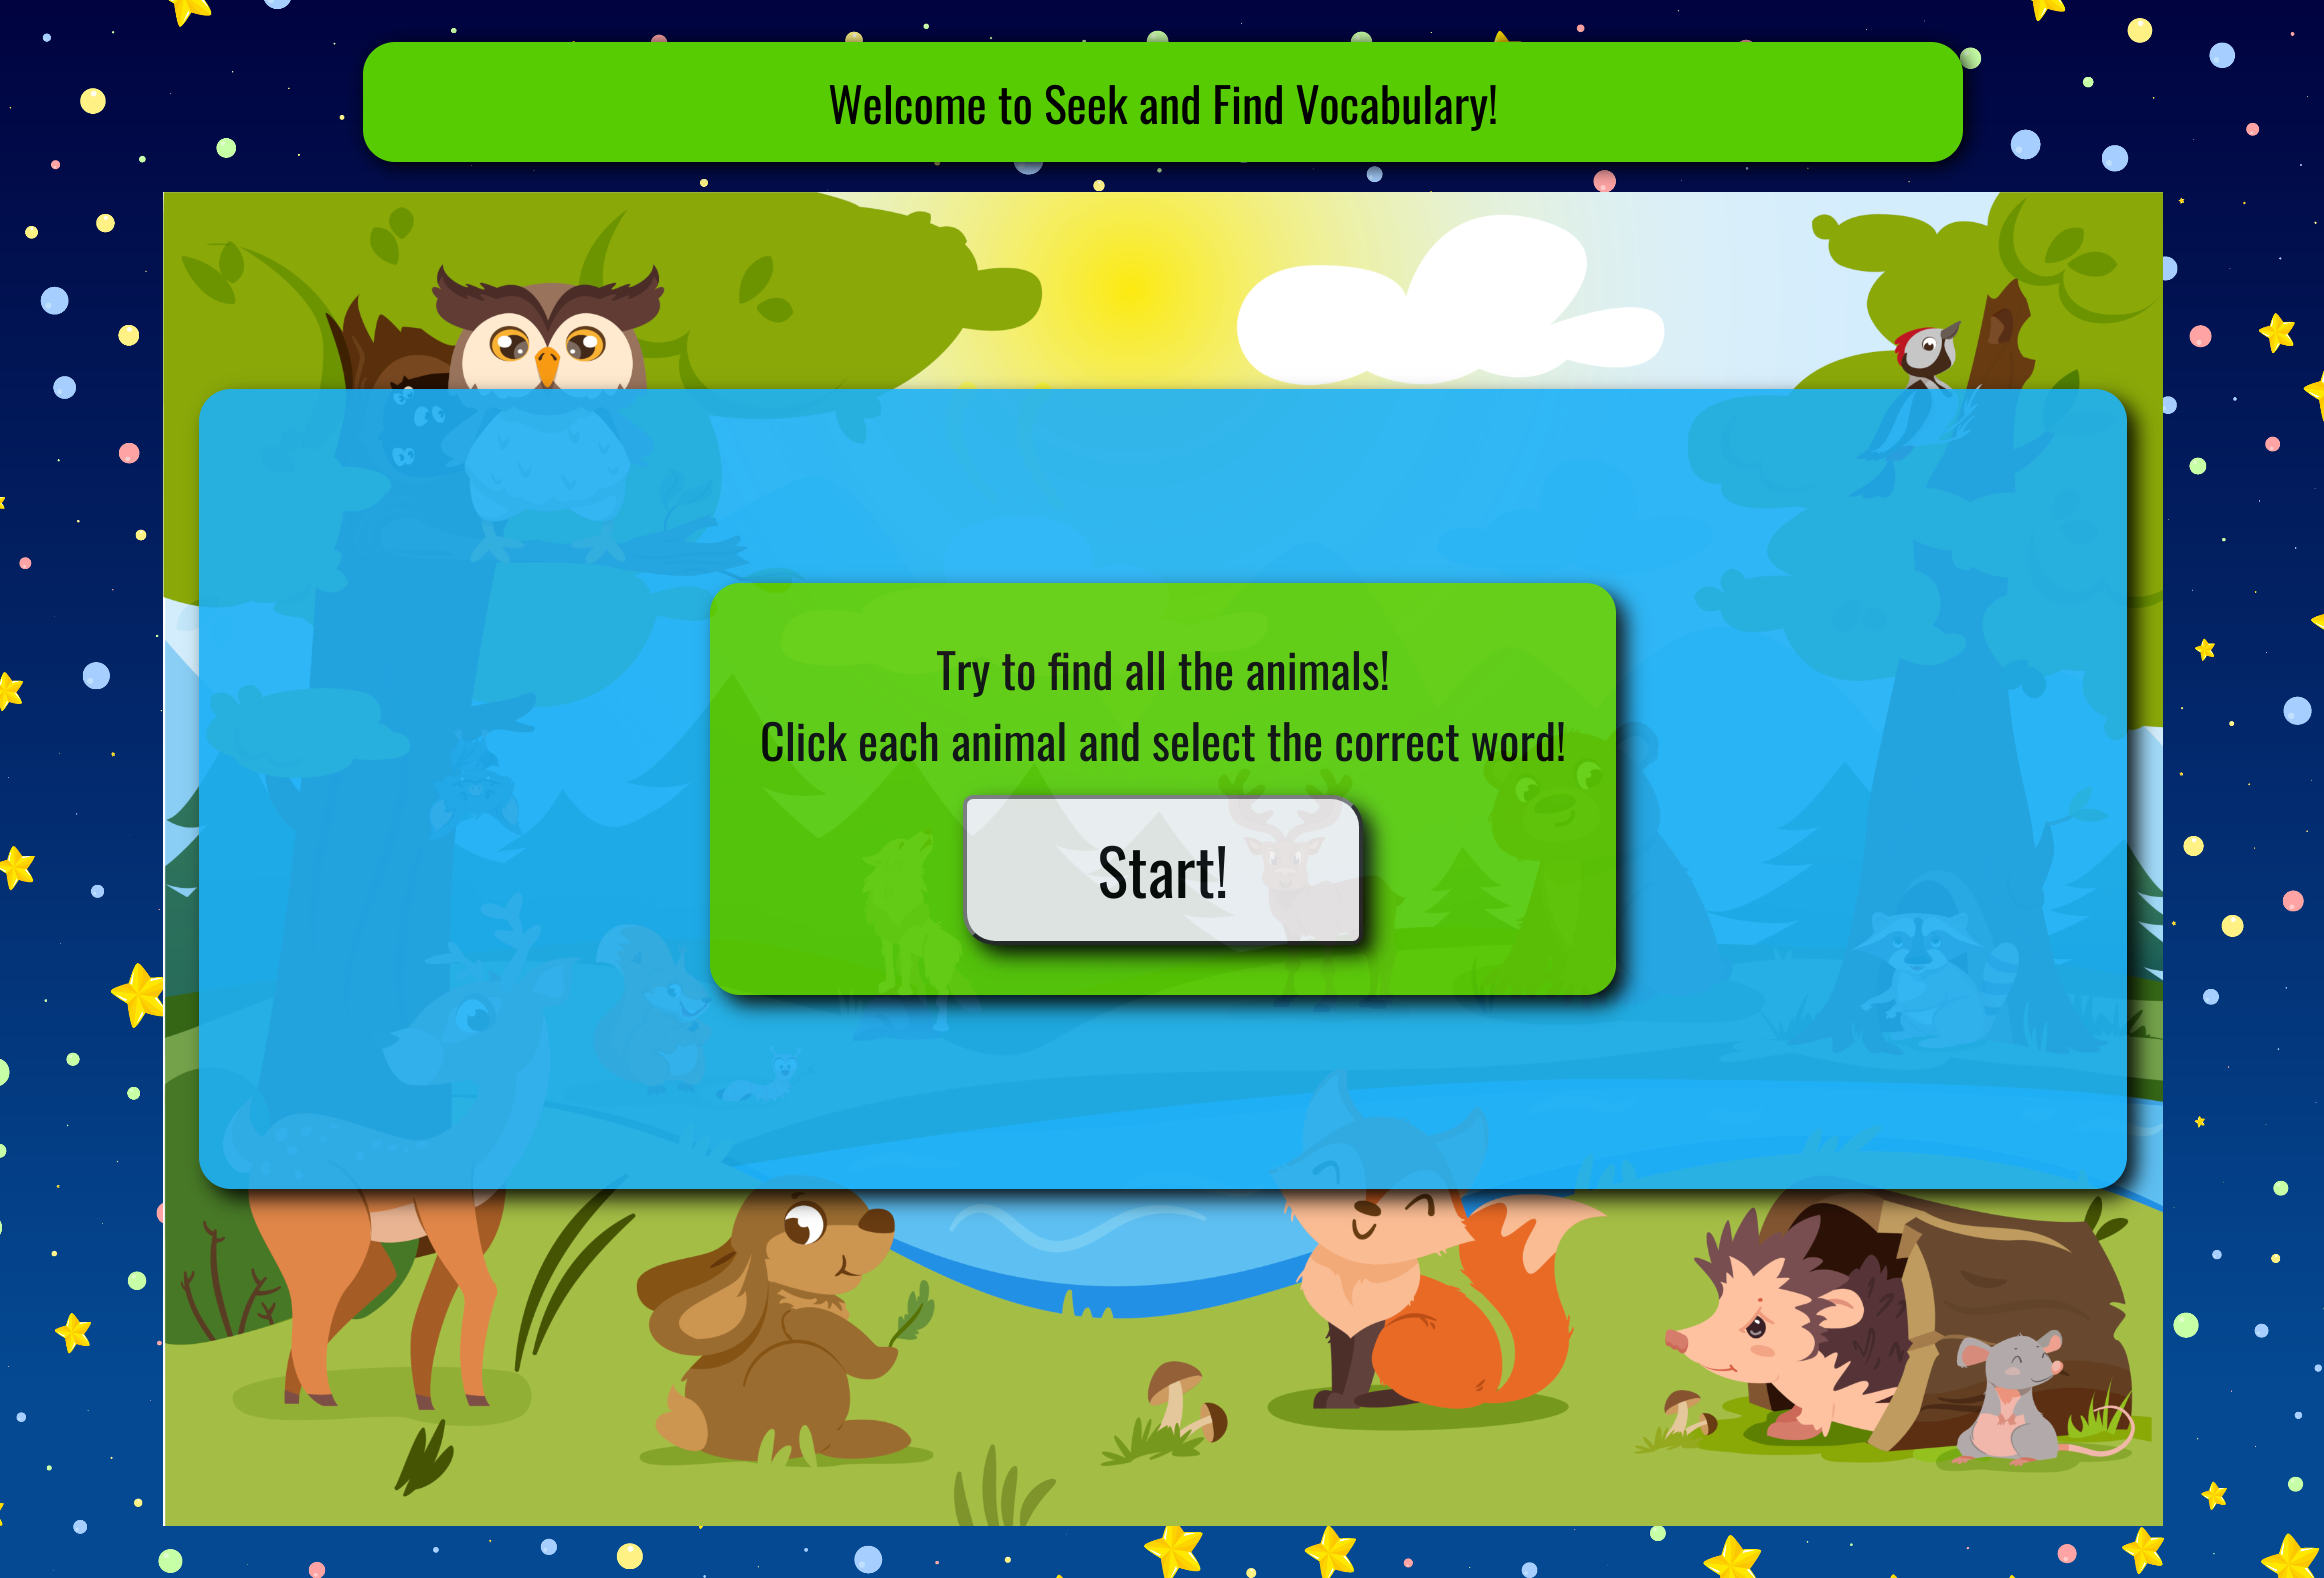 Welcome to Seek and Find Vocabulary!
Try to find all the animals!
Click each animal and select the correct word!
Start!